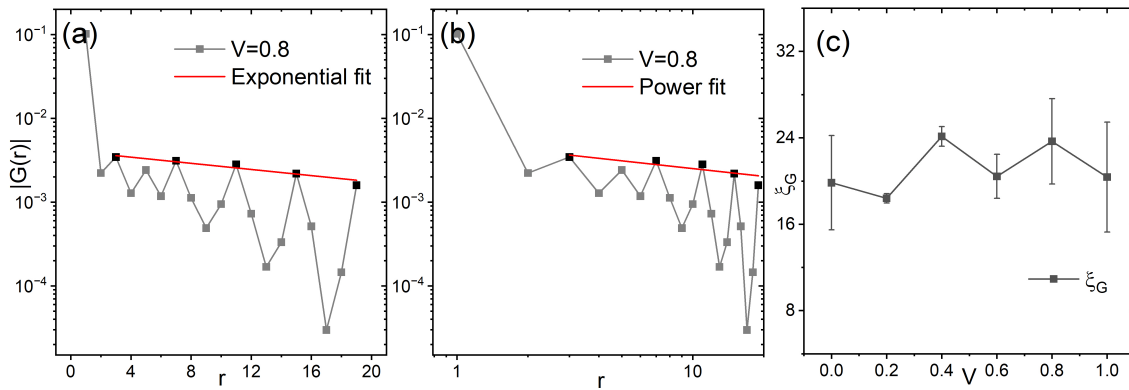 (a)
V=0.8
Exponential fit
|G(r)|
10⁻¹
10⁻²
10⁻³
10⁻⁴
0 4 8 12 16 20
r
(b)
V=0.8
Power fit
10⁻¹
10⁻²
10⁻³
10⁻⁴
1 10
r
(c)
ξG
32
24
16
8
ξG
0.0 0.2 0.4 0.6 0.8 1.0
V